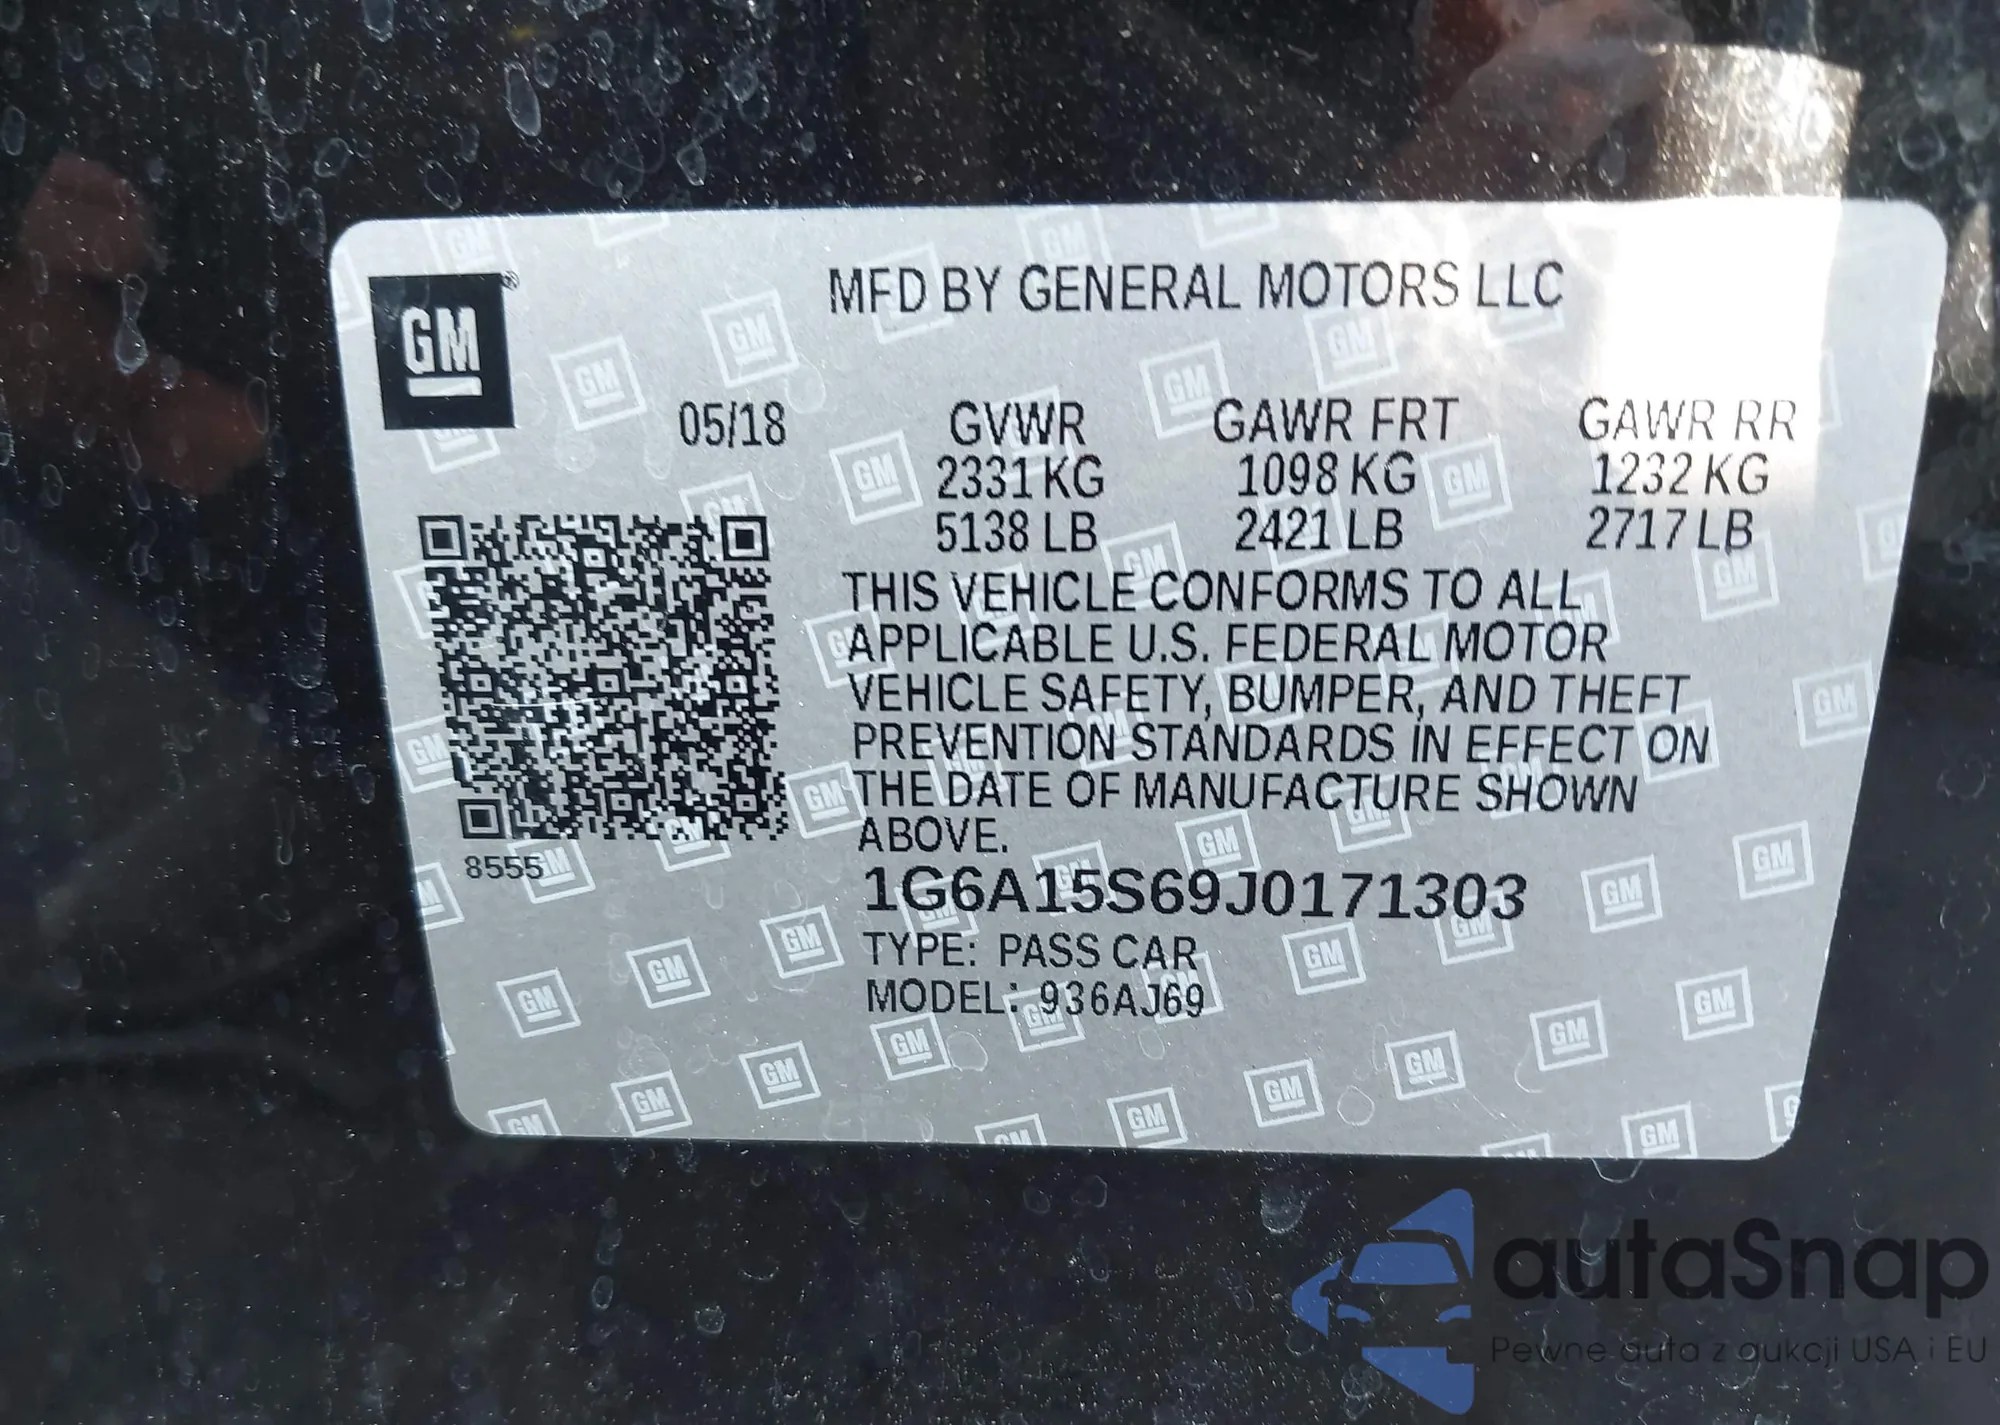 GM®
MFD BY GENERAL MOTORS LLC
05/18 GVWR GAWR FRT GAWR RR
2331 KG 1098 KG 1232 KG
5138 LB 2421 LB 2717 LB
THIS VEHICLE CONFORMS TO ALL
APPLICABLE U.S. FEDERAL MOTOR
VEHICLE SAFETY, BUMPER, AND THEFT
PREVENTION STANDARDS IN EFFECT ON
THE DATE OF MANUFACTURE SHOWN
ABOVE.
8555
1G6A15S69J0171303
TYPE: PASS CAR
MODEL: 936AJ69
autaSnap
Pewne auta z aukcji USA i EU